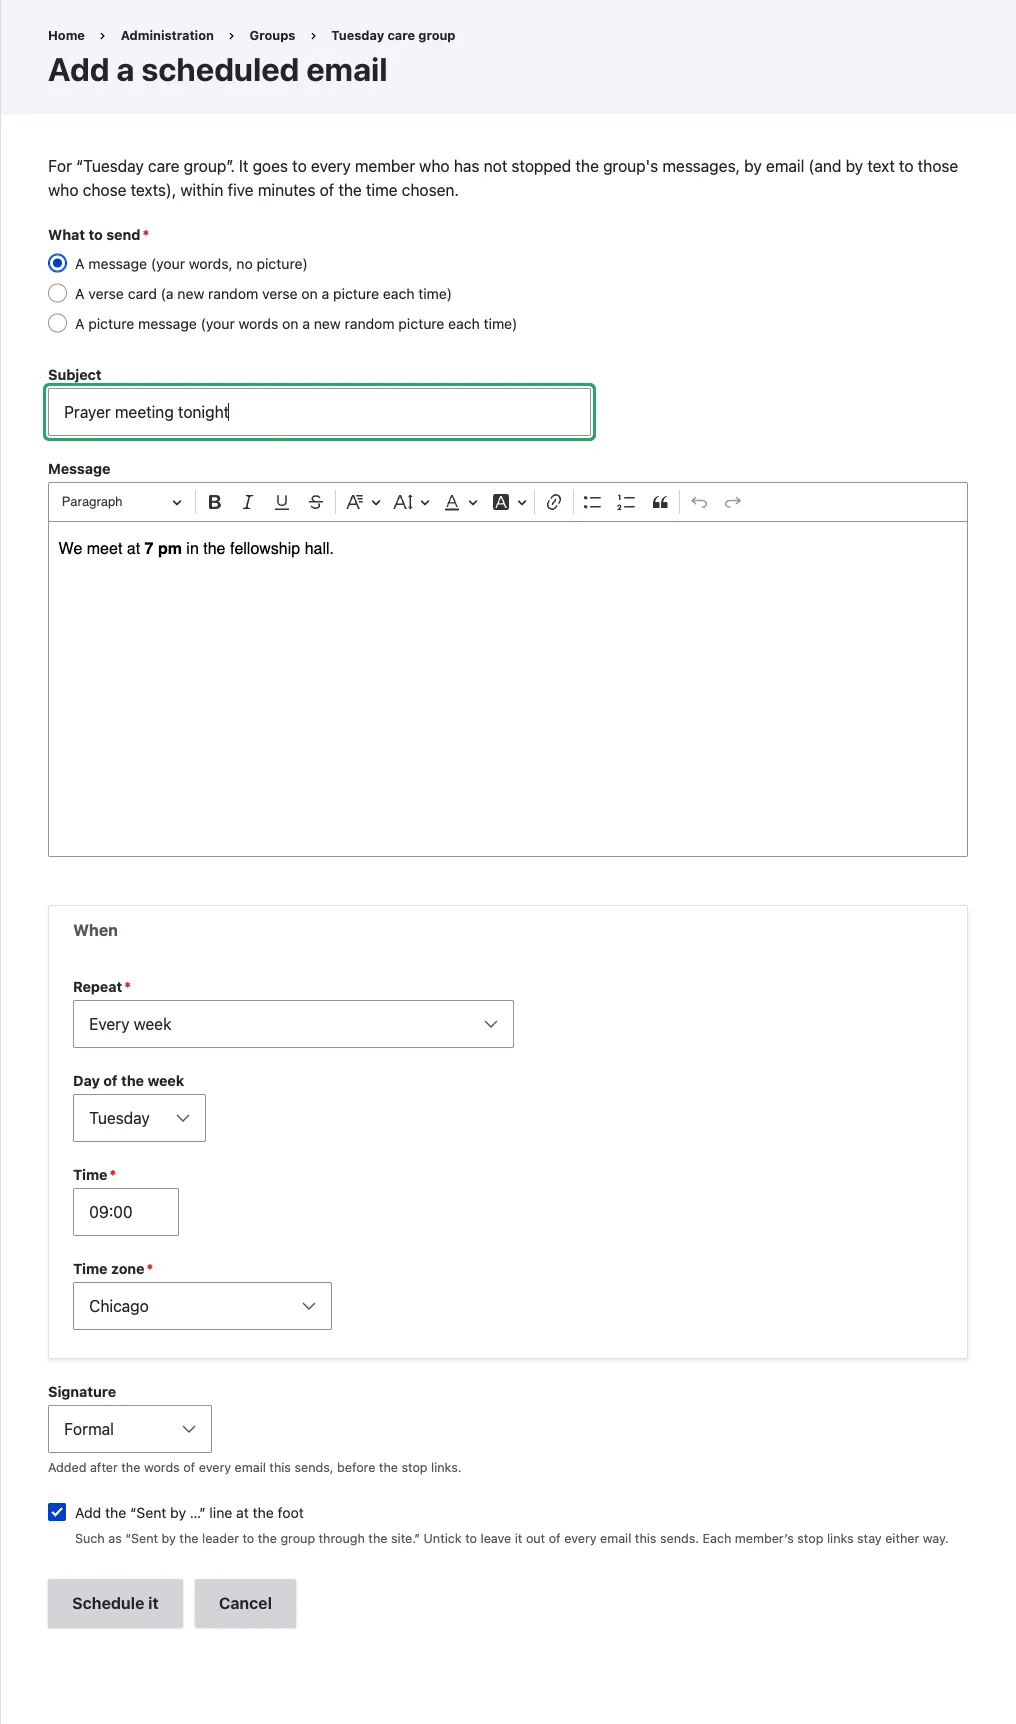 Home › Administration › Groups › Tuesday care group
Add a scheduled email
For “Tuesday care group”. It goes to every member who has not stopped the group's messages, by email (and by text to those
who chose texts), within five minutes of the time chosen.
What to send*
A message (your words, no picture)
A verse card (a new random verse on a picture each time)
A picture message (your words on a new random picture each time)
Subject
Prayer meeting tonight
Message
Paragraph
We meet at 7 pm in the fellowship hall.
When
Repeat*
Every week
Day of the week
Tuesday
Time*
09:00
Time zone*
Chicago
Signature
Formal
Added after the words of every email this sends, before the stop links.
Add the “Sent by ...” line at the foot
Such as “Sent by the leader to the group through the site.” Untick to leave it out of every email this sends. Each member’s stop links stay either way.
Schedule it
Cancel